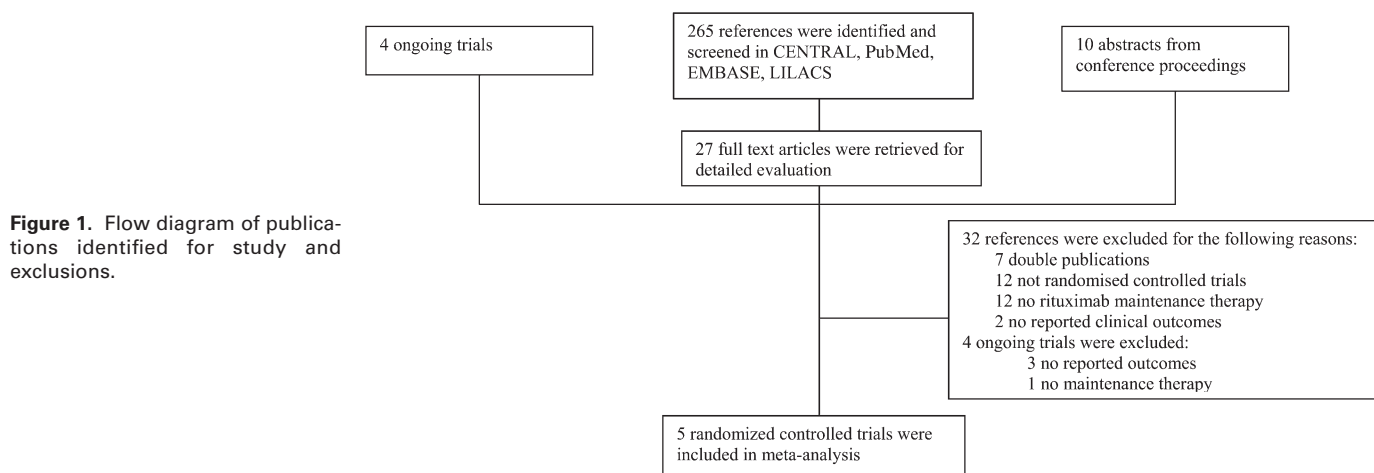 4 ongoing trials
265 references were identified and
screened in CENTRAL, PubMed,
EMBASE, LILACS
10 abstracts from
conference proceedings
27 full text articles were retrieved for
detailed evaluation
Figure 1. Flow diagram of publica-
tions identified for study and
exclusions.
32 references were excluded for the following reasons:
7 double publications
12 not randomised controlled trials
12 no rituximab maintenance therapy
2 no reported clinical outcomes
4 ongoing trials were excluded:
3 no reported outcomes
1 no maintenance therapy
5 randomized controlled trials were
included in meta-analysis